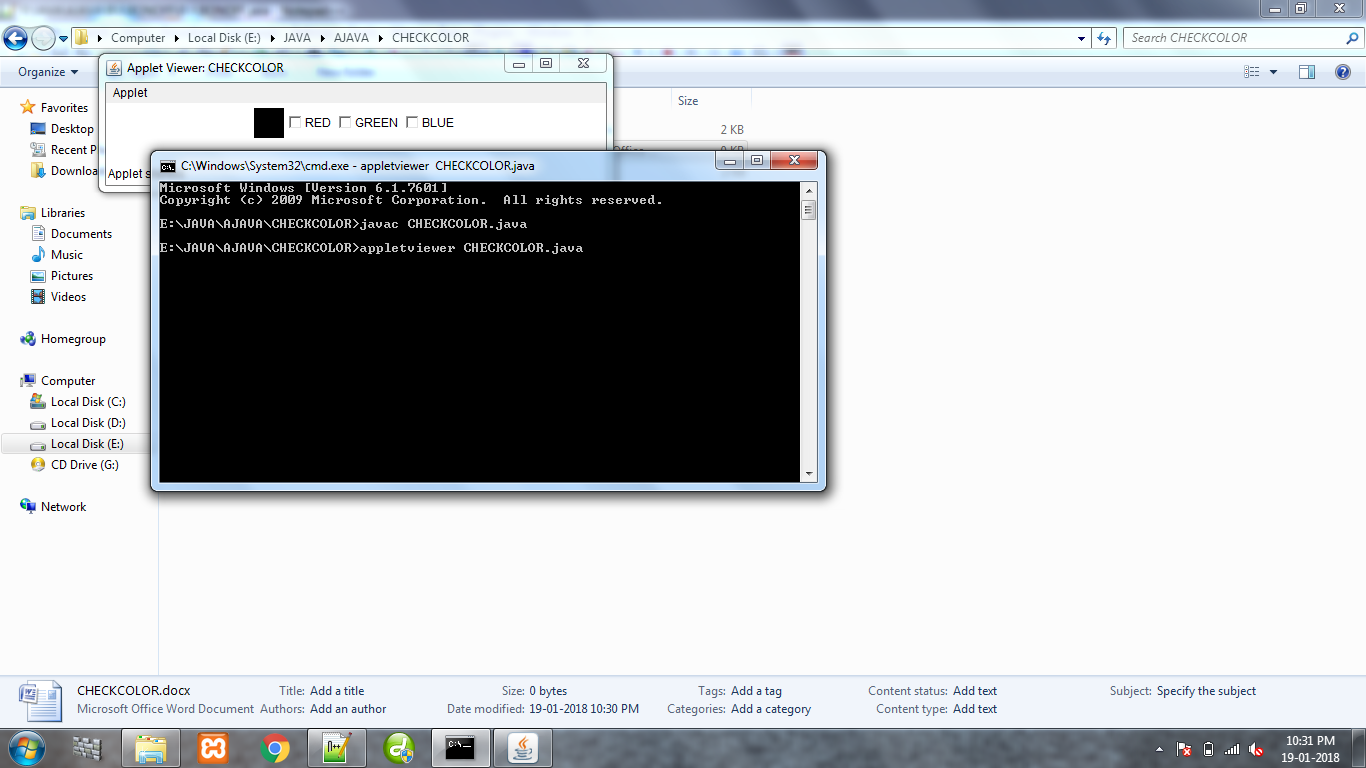 Computer Local Disk (E:) JAVA AJAVA CHECKCOLOR
Search CHECKCOLOR
Organize
Applet Viewer: CHECKCOLOR
Applet
RED GREEN BLUE
Applet s
Size
2 KB
Favorites
Desktop
Recent P
Downloa
Libraries
Documents
Music
Pictures
Videos
Homegroup
Computer
Local Disk (C:)
Local Disk (D:)
Local Disk (E:)
CD Drive (G:)
Network
C:\Windows\System32\cmd.exe - appletviewer CHECKCOLOR.java
Microsoft Windows [Version 6.1.7601]
Copyright (c) 2009 Microsoft Corporation. All rights reserved.
E:\JAVA\AJAVA\CHECKCOLOR>javac CHECKCOLOR.java
E:\JAVA\AJAVA\CHECKCOLOR>appletviewer CHECKCOLOR.java
CHECKCOLOR.docx
Microsoft Office Word Document
Title: Add a title
Authors: Add an author
Size: 0 bytes
Date modified: 19-01-2018 10:30 PM
Tags: Add a tag
Categories: Add a category
Content status: Add text
Content type: Add text
Subject: Specify the subject
10:31 PM
19-01-2018